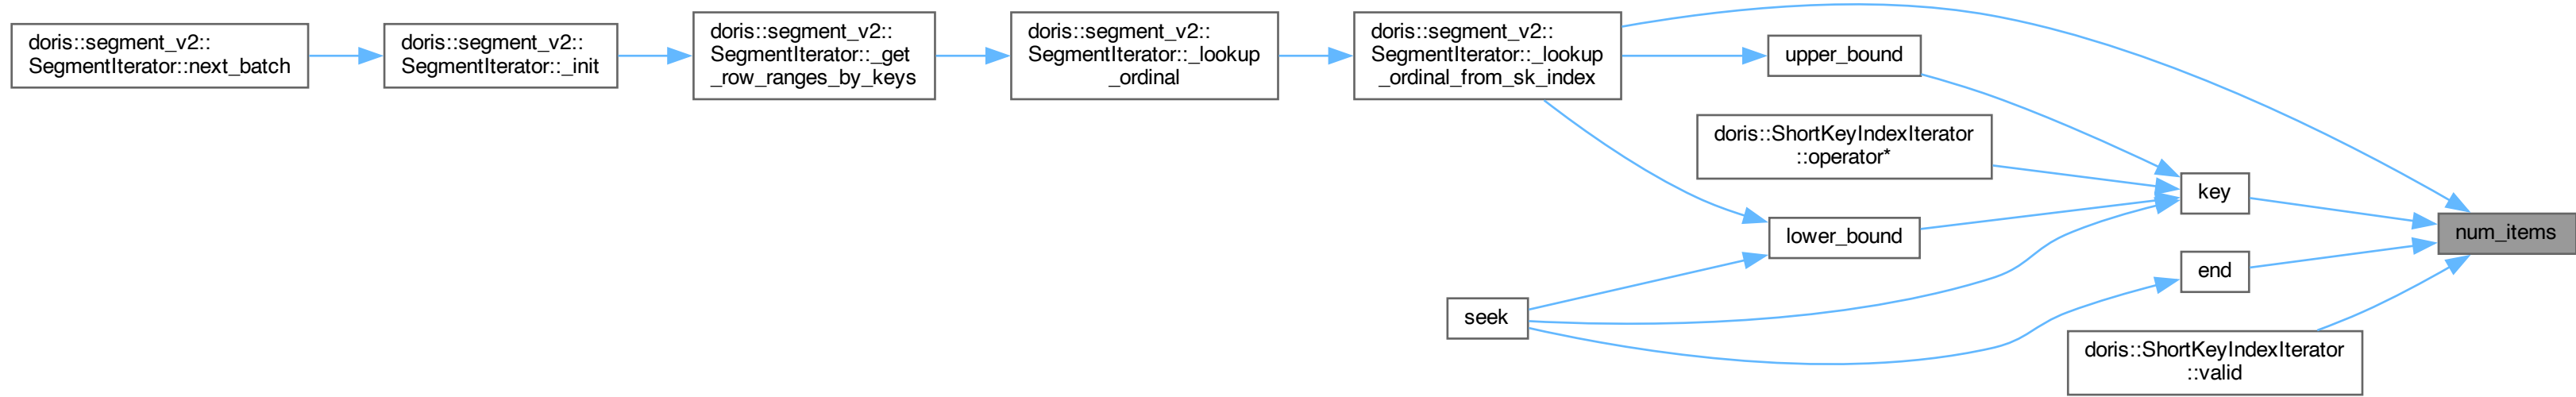 doris::segment_v2::
SegmentIterator::next_batch
doris::segment_v2::
SegmentIterator::_init
doris::segment_v2::
SegmentIterator::_get
_row_ranges_by_keys
doris::segment_v2::
SegmentIterator::_lookup
_ordinal
doris::segment_v2::
SegmentIterator::_lookup
_ordinal_from_sk_index
upper_bound
doris::ShortKeyIndexIterator
::operator*
lower_bound
seek
key
end
doris::ShortKeyIndexIterator
::valid
num_items